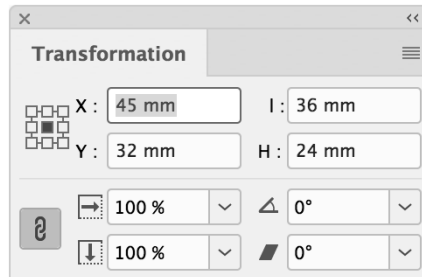 Transformation
X : 45 mm I : 36 mm
Y : 32 mm H : 24 mm
100 % 0°
100 % 0°